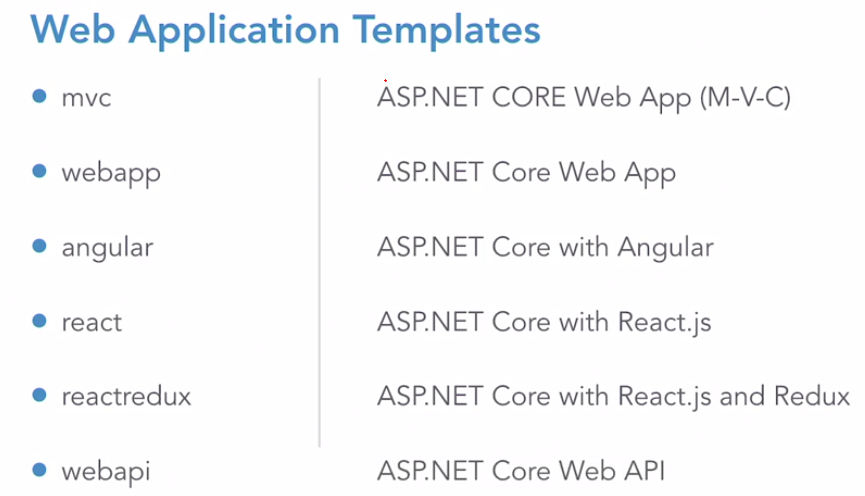 Web Application Templates
mvc ASP.NET CORE Web App (M-V-C)
webapp ASP.NET Core Web App
angular ASP.NET Core with Angular
react ASP.NET Core with React.js
reactredux ASP.NET Core with React.js and Redux
webapi ASP.NET Core Web API